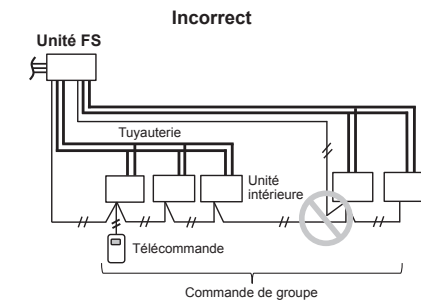 Incorrect
Unité FS
Tuyauterie
Unité
intérieure
Télécommande
Commande de groupe